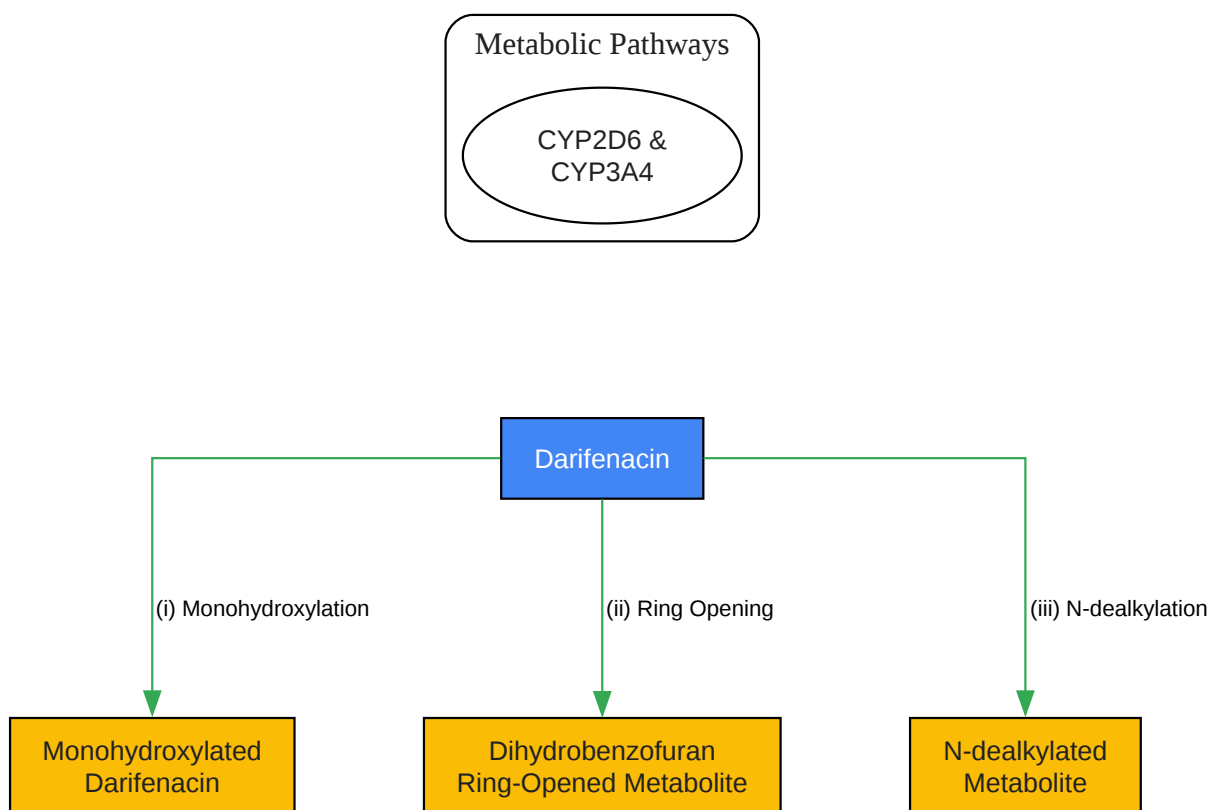 Metabolic Pathways
CYP2D6 &
CYP3A4
Darifenacin
(i) Monohydroxylation
(ii) Ring Opening
(iii) N-dealkylation
Monohydroxylated
Darifenacin
Dihydrobenzofuran
Ring-Opened Metabolite
N-dealkylated
Metabolite